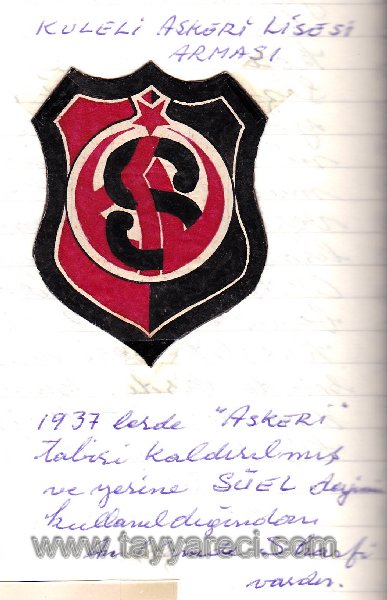 KULELİ ASKERİ LİSESİ
ARMASI
1937 lerde "ASKERİ"
tabiri kaldırılmış
ve yerine SÜEL deyimi
kullanıldığından
www.tayyareci.com
S harfi
vardır.